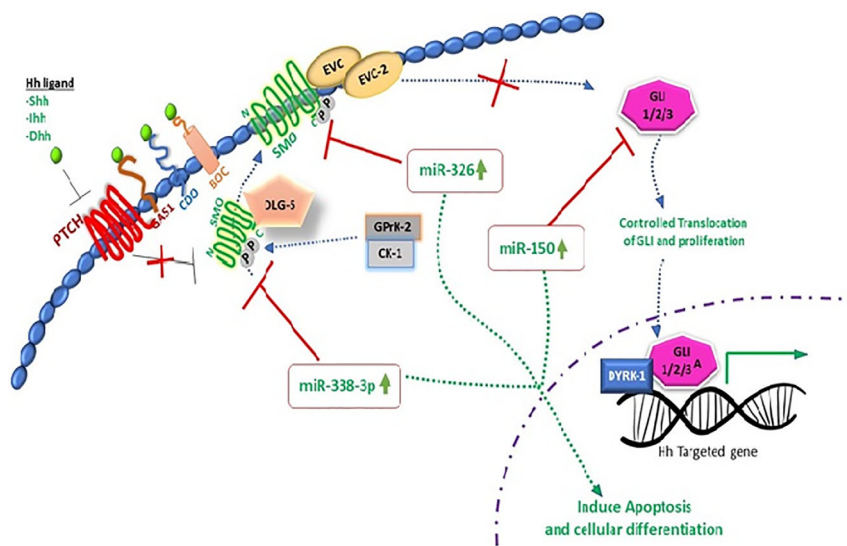 Hh ligand
-Shh
-Ihh
-Dhh
PTCH
GAS1
CDO
BOC
N
SMO
C
P
P
EVC
EVC-2
GLI
1/2/3
miR-326
miR-150
SMO
N
C
P
P
DLG-5
GPrK-2
CK-1
Controlled Translocation
of GLI and proliferation
miR-338-3p
GLI
1/2/3 A
DYRK-1
Hh Targeted gene
Induce Apoptosis
and cellular differentiation